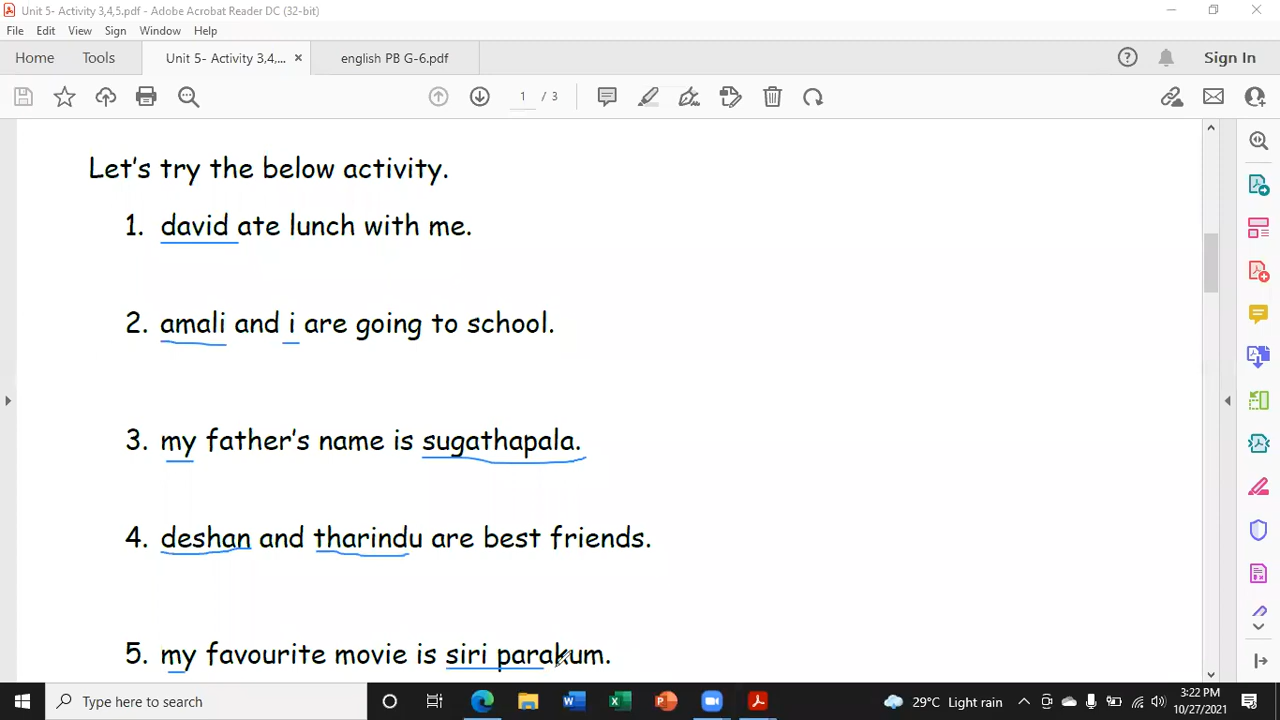 Unit 5- Activity 3,4,5.pdf - Adobe Acrobat Reader DC (32-bit)
File Edit View Sign Window Help
Home Tools Unit 5- Activity 3,4,... × english PB G-6.pdf Sign In
1 / 3
Let's try the below activity.
1. david ate lunch with me.
2. amali and i are going to school.
3. my father's name is sugathapala.
4. deshan and tharindu are best friends.
5. my favourite movie is siri parakum.
Type here to search
29°C Light rain
3:22 PM
10/27/2021